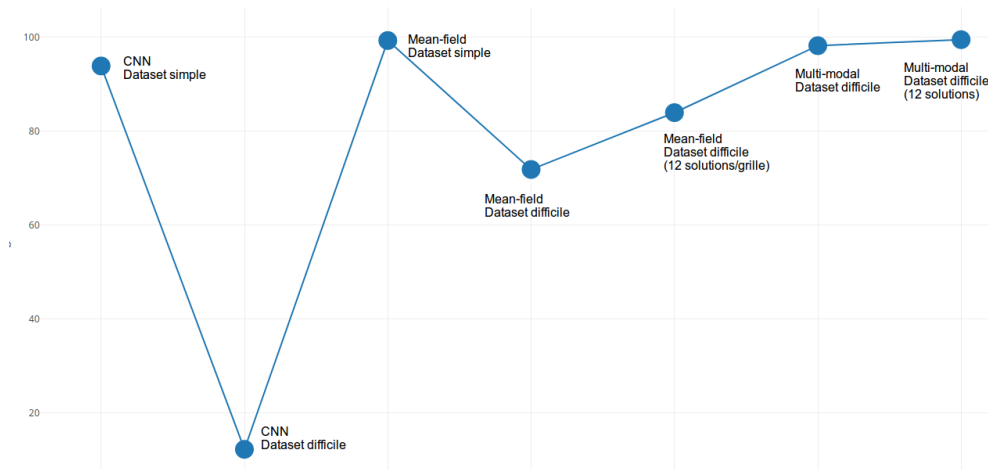 100
80
60
40
20
CNN
Dataset simple
CNN
Dataset difficile
Mean-field
Dataset simple
Mean-field
Dataset difficile
Mean-field
Dataset difficile
(12 solutions/grille)
Multi-modal
Dataset difficile
Multi-modal
Dataset difficile
(12 solutions)